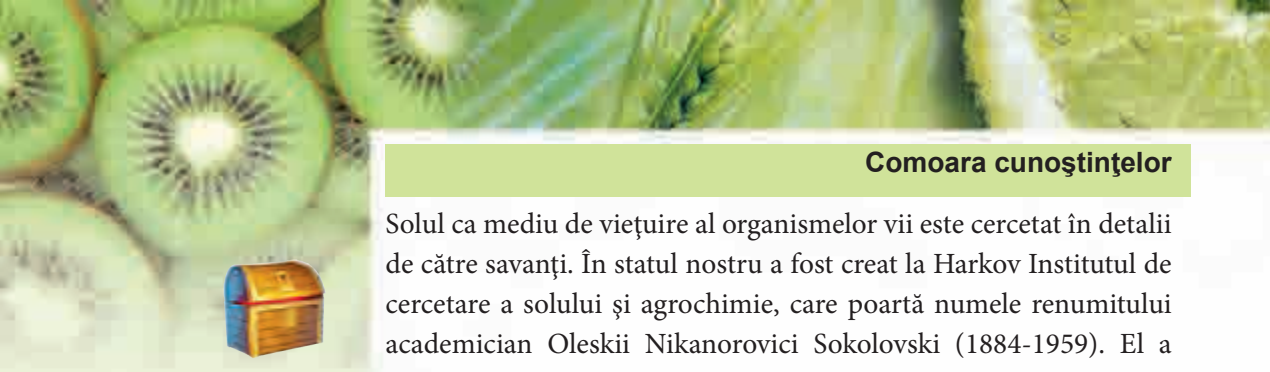 Comoara cunoştinţelor
Solul ca mediu de vieţuire al organismelor vii este cercetat în detalii
de către savanţi. În statul nostru a fost creat la Harkov Institutul de
cercetare a solului şi agrochimie, care poartă numele renumitului
academician Oleskii Nikanorovici Sokolovski (1884-1959). El a